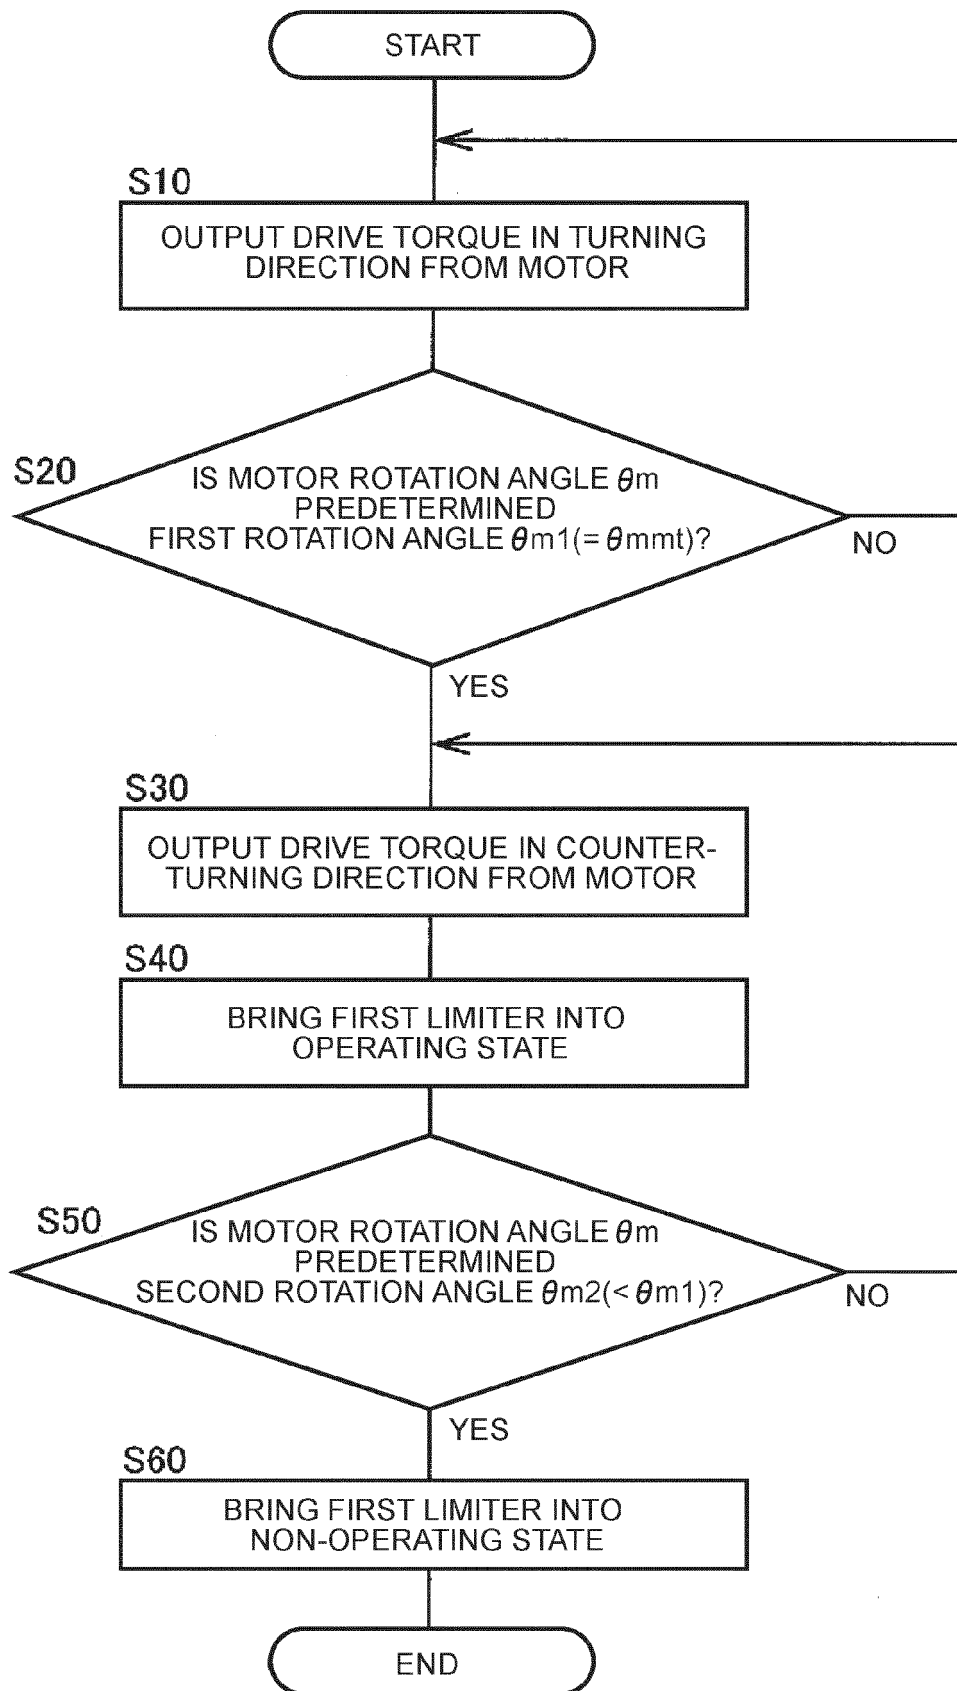 START
S10
OUTPUT DRIVE TORQUE IN TURNING
DIRECTION FROM MOTOR
S20
IS MOTOR ROTATION ANGLE θm
PREDETERMINED
FIRST ROTATION ANGLE θm1(= θmmt)?
NO
YES
S30
OUTPUT DRIVE TORQUE IN COUNTER-
TURNING DIRECTION FROM MOTOR
S40
BRING FIRST LIMITER INTO
OPERATING STATE
S50
IS MOTOR ROTATION ANGLE θm
PREDETERMINED
SECOND ROTATION ANGLE θm2(< θm1)?
NO
YES
S60
BRING FIRST LIMITER INTO
NON-OPERATING STATE
END